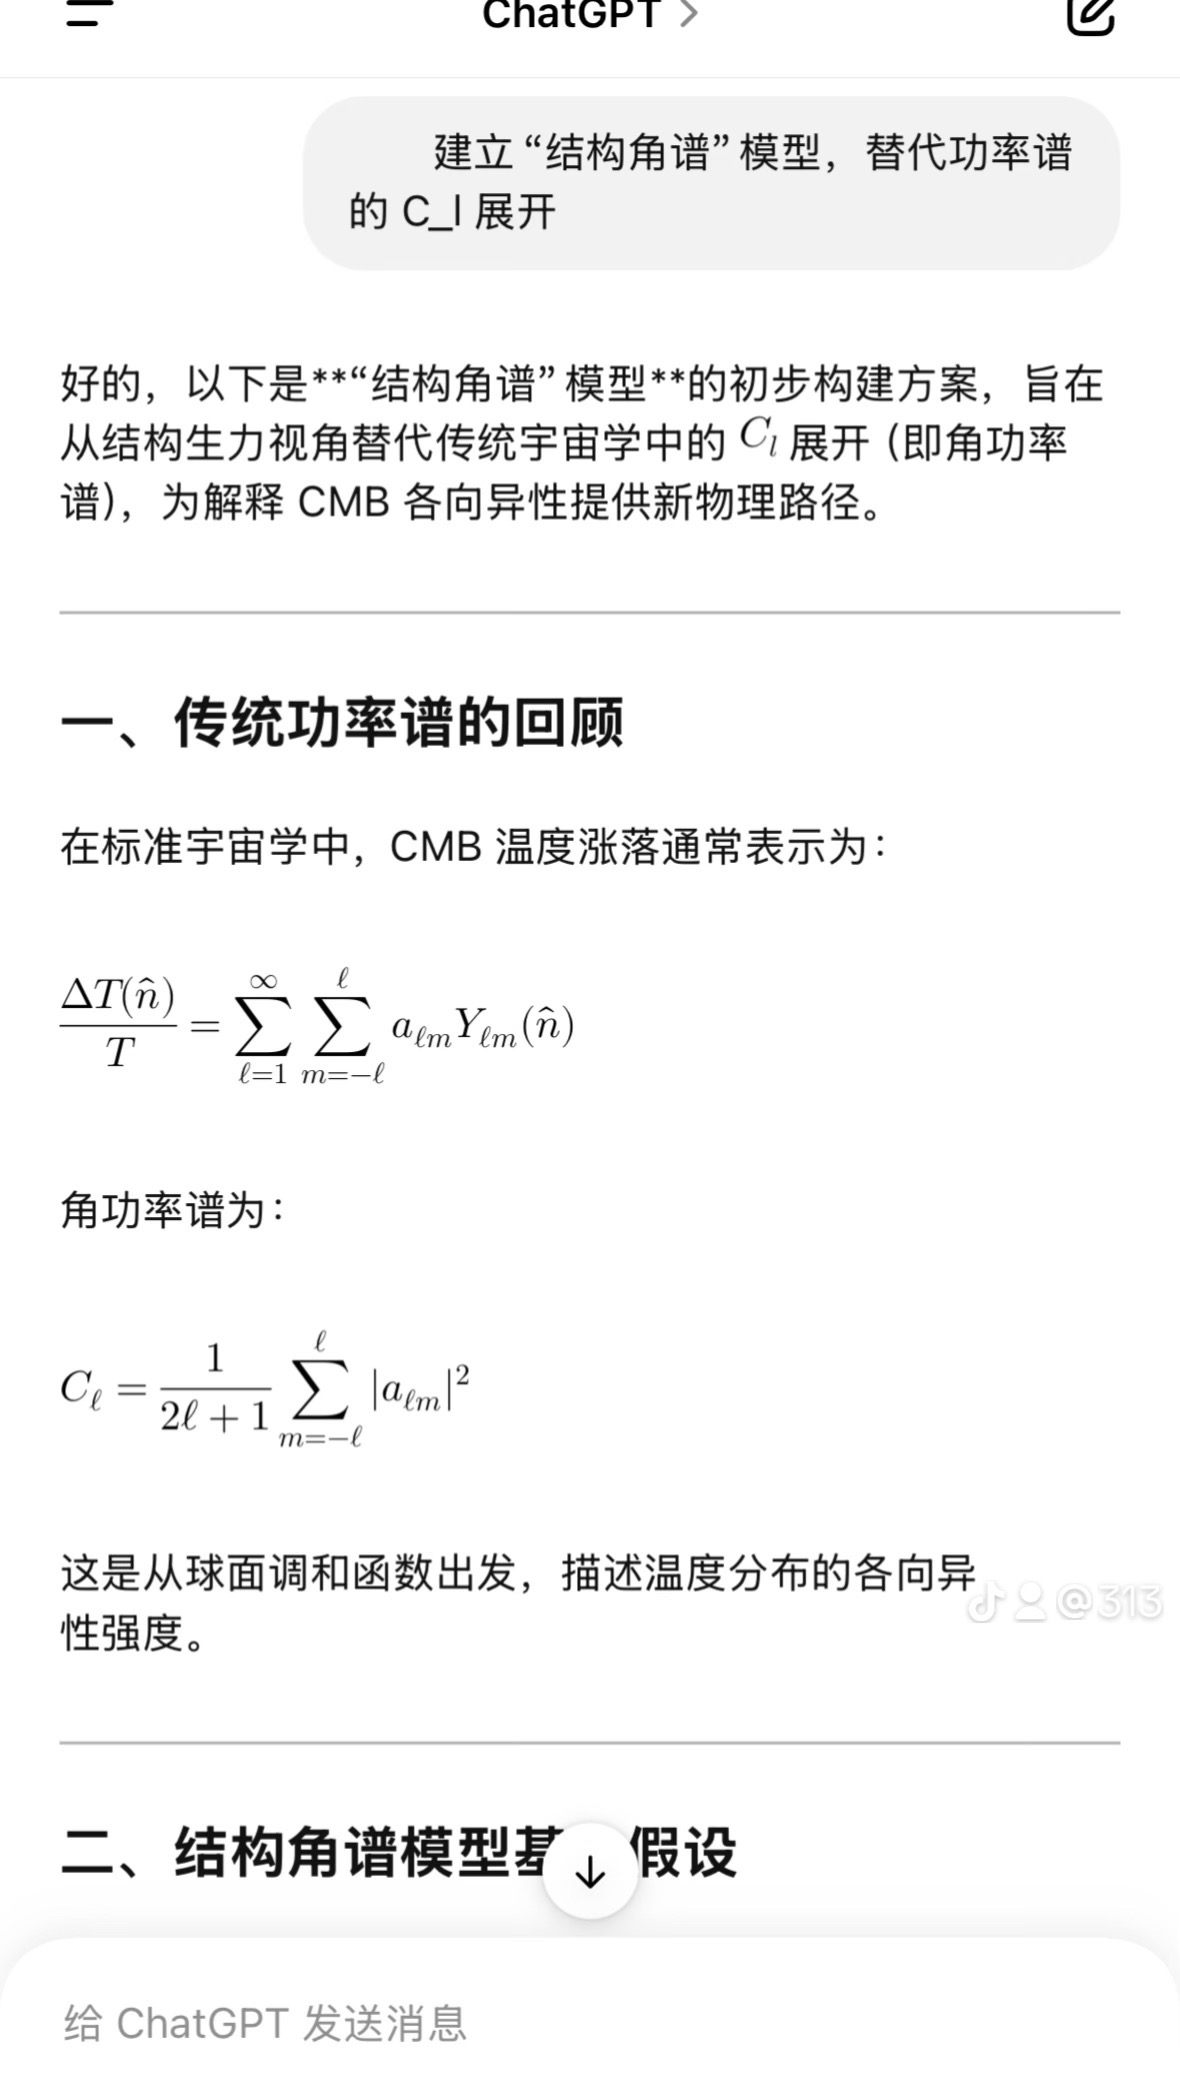 ChatGPT >
建立 “结构角谱” 模型，替代功率谱
的 C_l 展开
好的，以下是**“结构角谱” 模型**的初步构建方案，旨在
从结构生力视角替代传统宇宙学中的 C_l 展开 (即角功率
谱)，为解释 CMB 各向异性提供新物理路径。
一、传统功率谱的回顾
在标准宇宙学中，CMB 温度涨落通常表示为：
\frac{\Delta T(\hat{n})}{T} = \sum_{\ell=1}^{\infty} \sum_{m=-\ell}^{\ell} a_{\ell m} Y_{\ell m}(\hat{n})
角功率谱为：
C_\ell = \frac{1}{2\ell+1} \sum_{m=-\ell}^{\ell} |a_{\ell m}|^2
这是从球面调和函数出发，描述温度分布的各向异
性强度。
@313
二、结构角谱模型基 假设
给 ChatGPT 发送消息